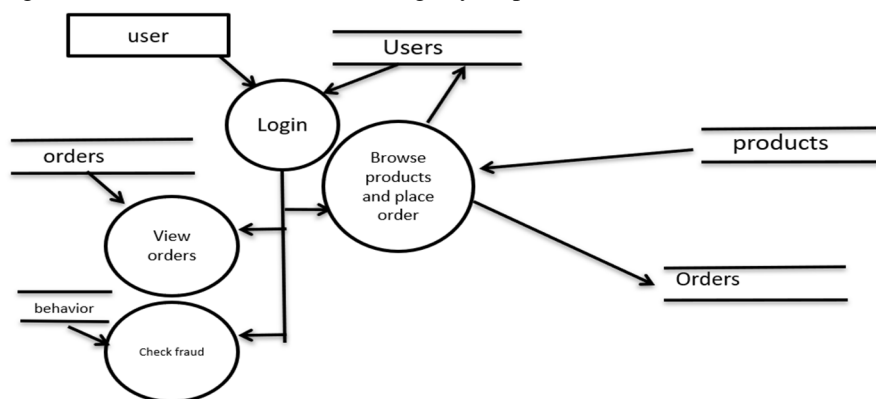 user
Users
Login
orders
Browse
products
and place
order
products
View
orders
Orders
behavior
Check fraud